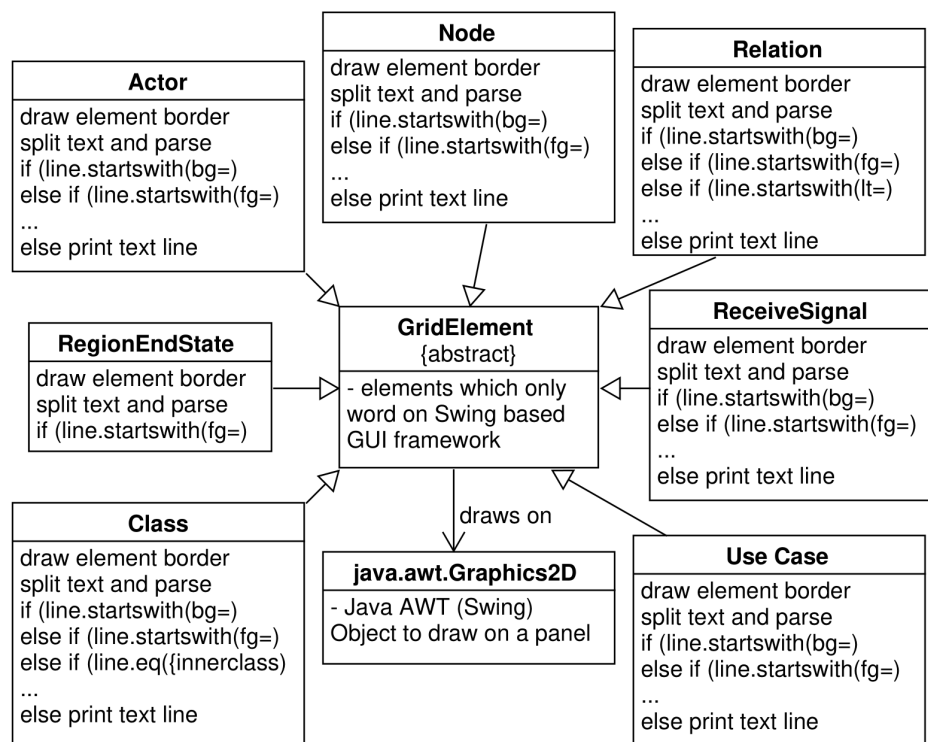 Node
draw element border
split text and parse
if (line.startswith(bg=)
else if (line.startswith(fg=)
...
else print text line
Relation
draw element border
split text and parse
if (line.startswith(bg=)
else if (line.startswith(fg=)
else if (line.startswith(lt=)
...
else print text line
Actor
draw element border
split text and parse
if (line.startswith(bg=)
else if (line.startswith(fg=)
...
else print text line
GridElement
{abstract}
- elements which only
word on Swing based
GUI framework
ReceiveSignal
draw element border
split text and parse
if (line.startswith(bg=)
else if (line.startswith(fg=)
...
else print text line
RegionEndState
draw element border
split text and parse
if (line.startswith(fg=)
Class
draw element border
split text and parse
if (line.startswith(bg=)
else if (line.startswith(fg=)
else if (line.eq({innerclass)
...
else print text line
draws on
java.awt.Graphics2D
- Java AWT (Swing)
Object to draw on a panel
Use Case
draw element border
split text and parse
if (line.startswith(bg=)
else if (line.startswith(fg=)
...
else print text line